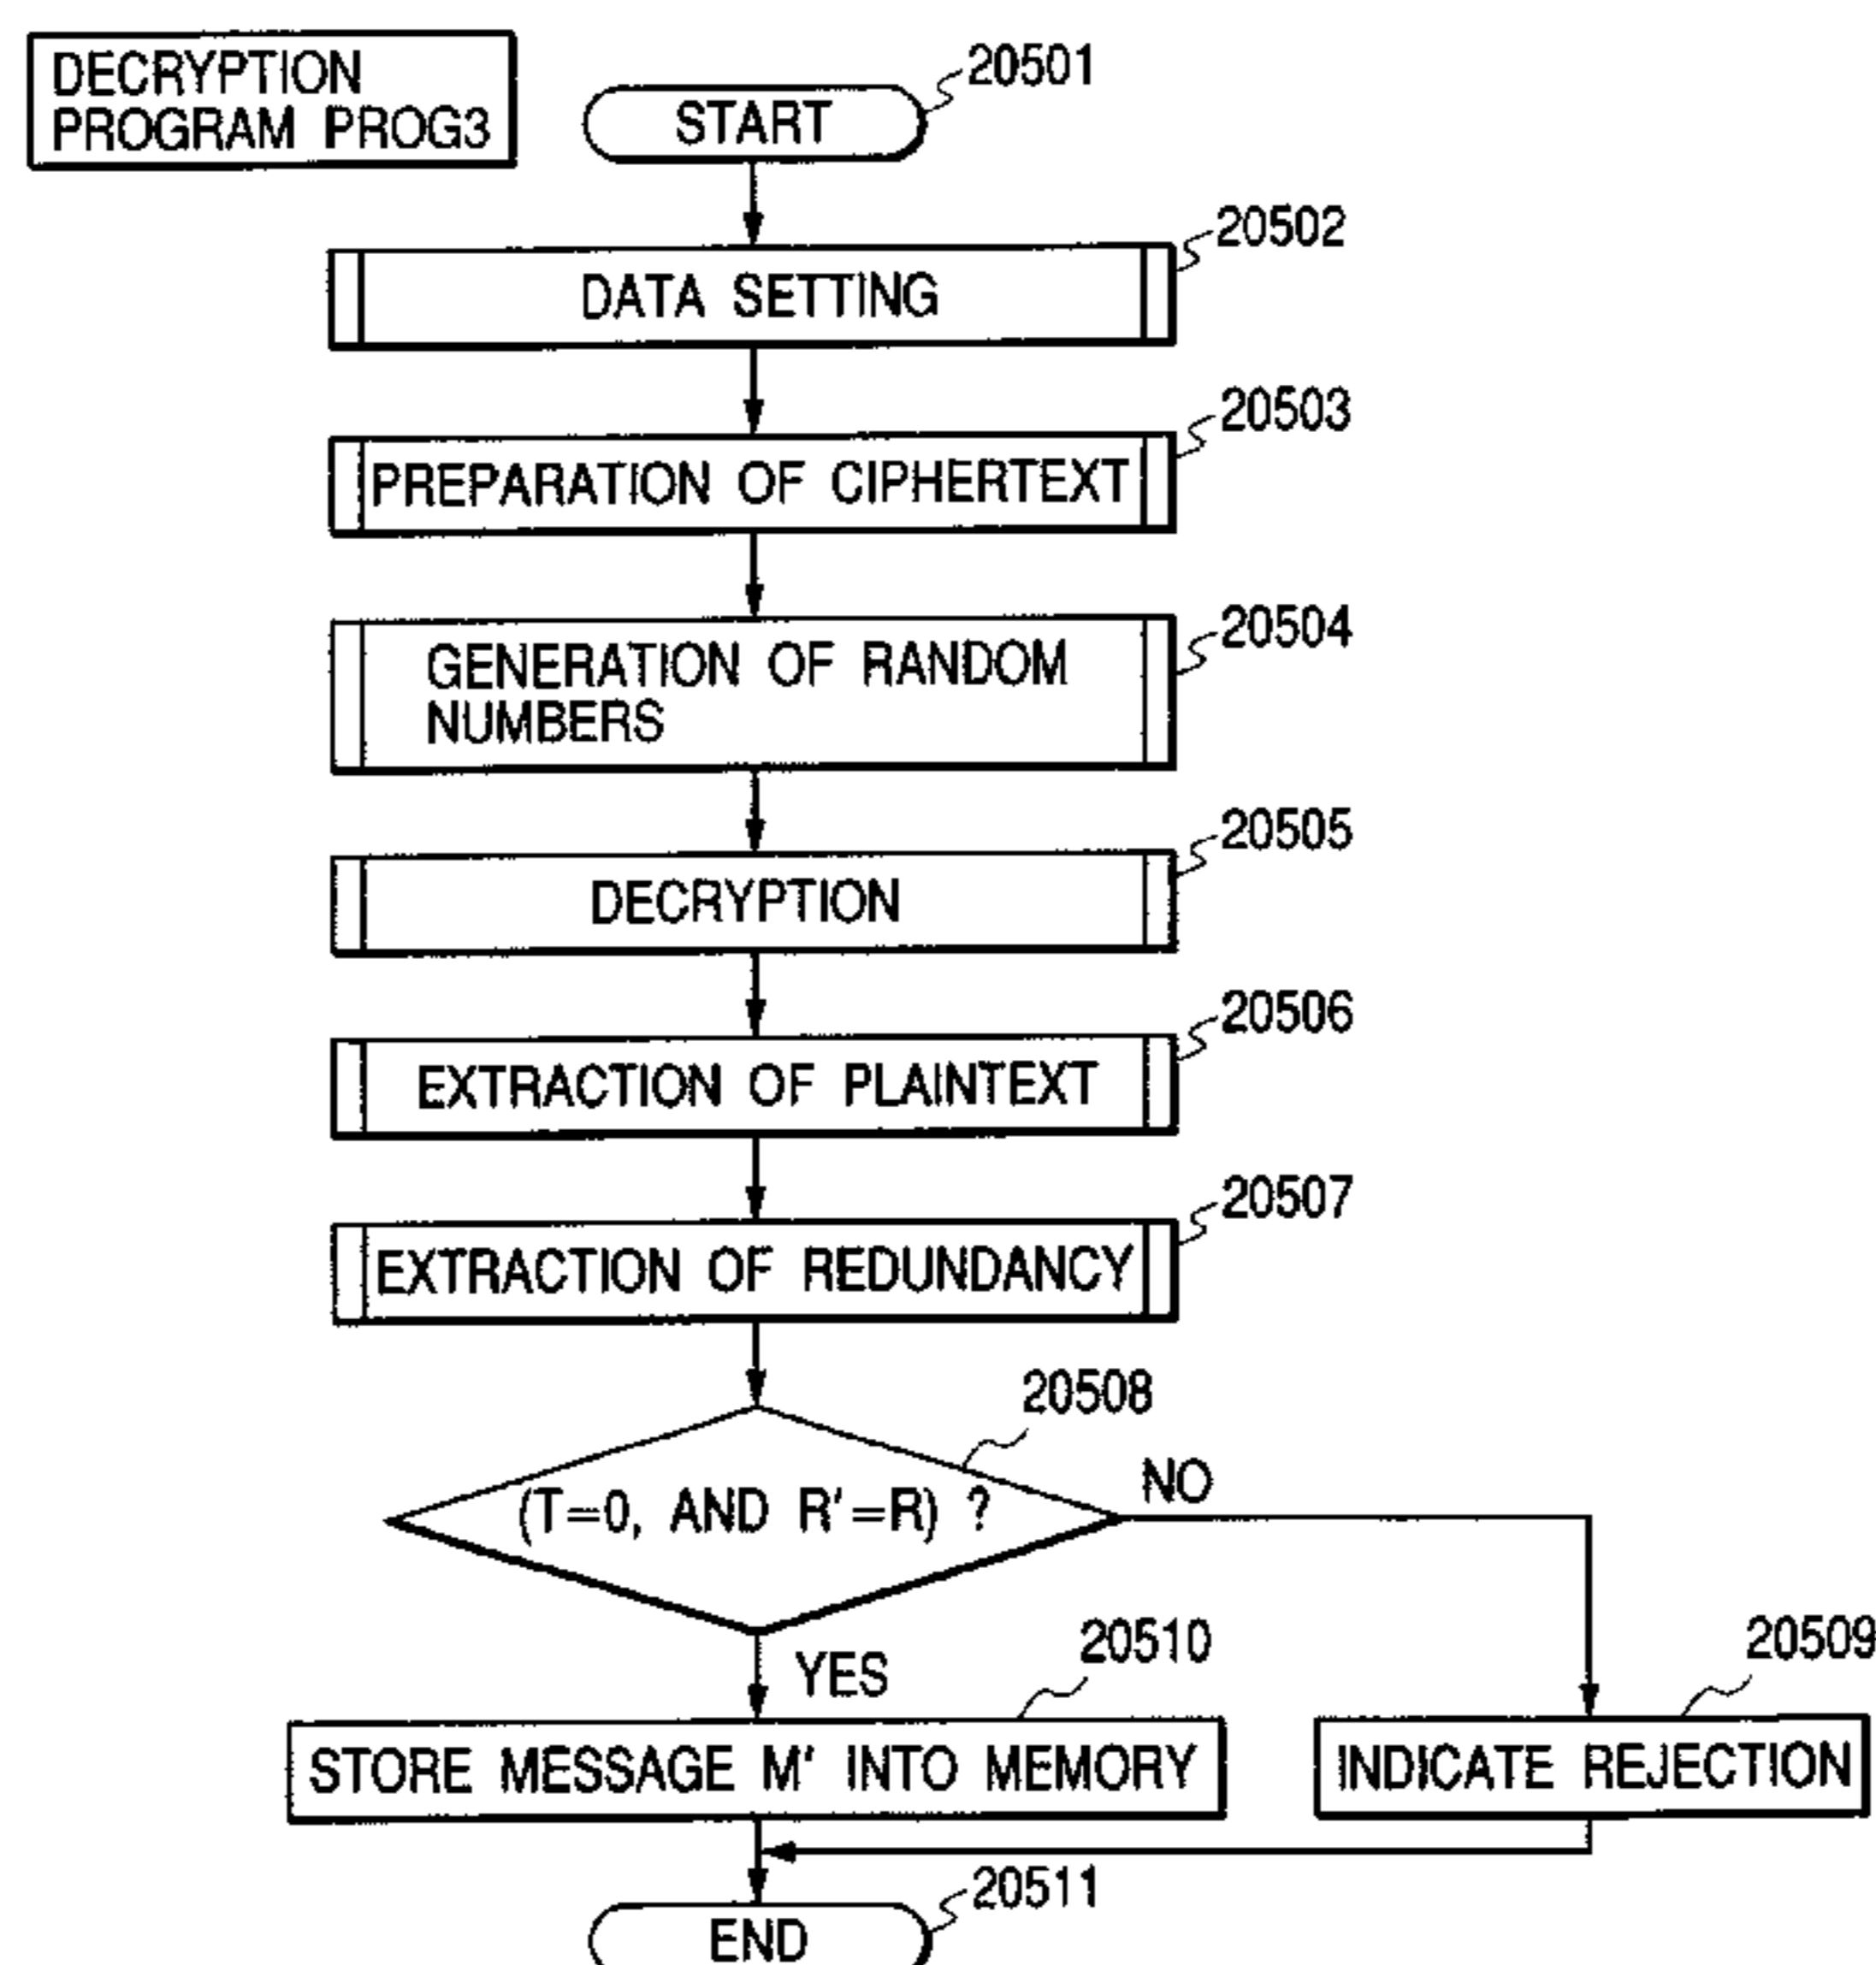 DECRYPTION
PROGRAM PROG3
START
20501
DATA SETTING
20502
PREPARATION OF CIPHERTEXT
20503
GENERATION OF RANDOM
NUMBERS
20504
DECRYPTION
20505
EXTRACTION OF PLAINTEXT
20506
EXTRACTION OF REDUNDANCY
20507
(T=0, AND R'=R) ?
20508
NO
YES
STORE MESSAGE M' INTO MEMORY
20510
INDICATE REJECTION
20509
END
20511